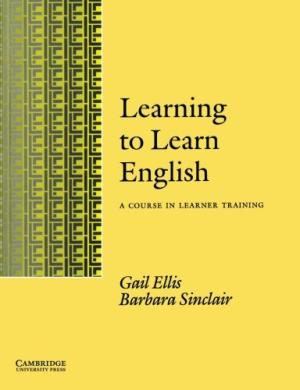 Learning
to Learn
English
A COURSE IN LEARNER TRAINING
Gail Ellis
Barbara Sinclair
CAMBRIDGE
UNIVERSITY PRESS